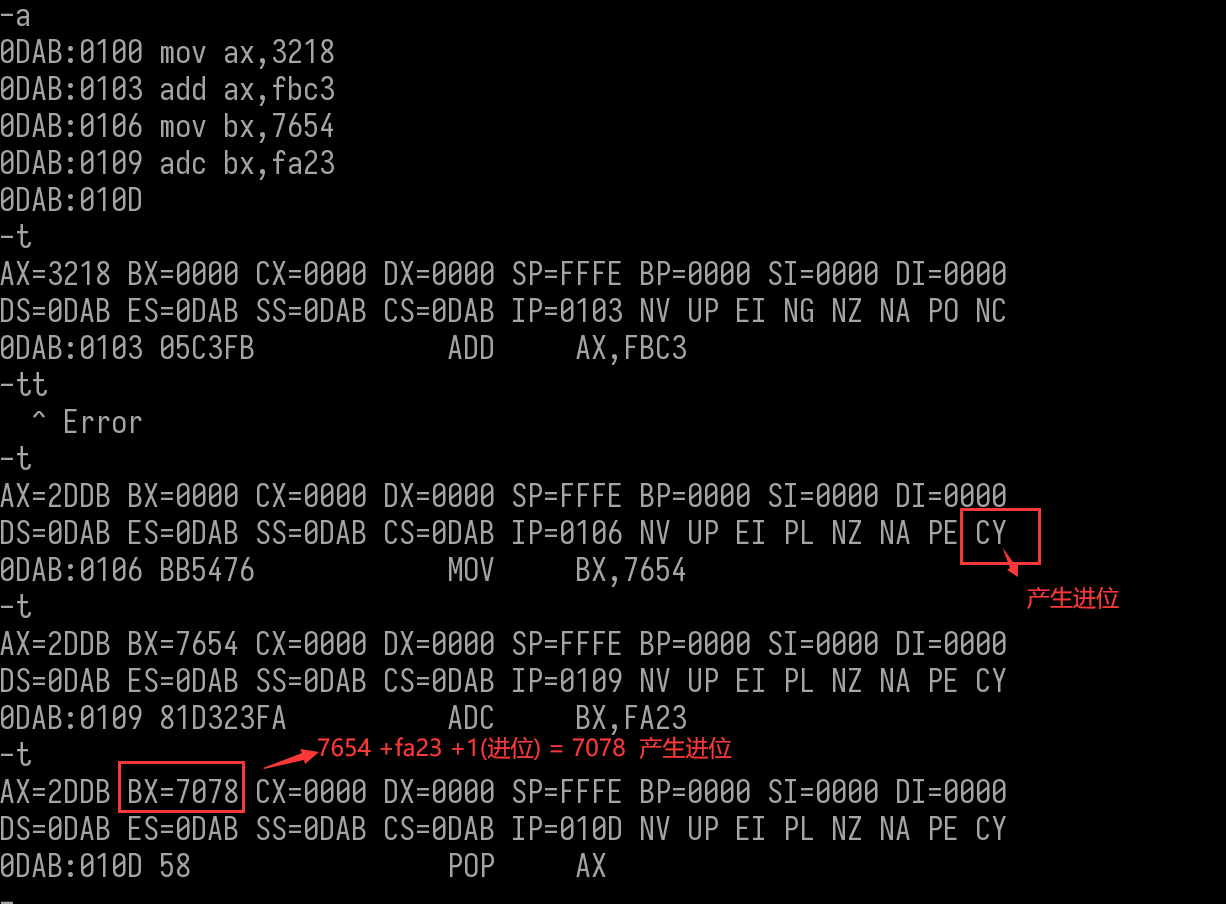 -a
0DAB:0100 mov ax,3218
0DAB:0103 add ax,fbc3
0DAB:0106 mov bx,7654
0DAB:0109 adc bx,fa23
0DAB:010D
-t
AX=3218 BX=0000 CX=0000 DX=0000 SP=FFFE BP=0000 SI=0000 DI=0000
DS=0DAB ES=0DAB SS=0DAB CS=0DAB IP=0103 NV UP EI NG NZ NA PO NC
0DAB:0103 05C3FB ADD AX,FBC3
-tt
^ Error
-t
AX=2DDB BX=0000 CX=0000 DX=0000 SP=FFFE BP=0000 SI=0000 DI=0000
DS=0DAB ES=0DAB SS=0DAB CS=0DAB IP=0106 NV UP EI PL NZ NA PE CY
0DAB:0106 BB5476 MOV BX,7654
产生进位
-t
AX=2DDB BX=7654 CX=0000 DX=0000 SP=FFFE BP=0000 SI=0000 DI=0000
DS=0DAB ES=0DAB SS=0DAB CS=0DAB IP=0109 NV UP EI PL NZ NA PE CY
0DAB:0109 81D323FA ADC BX,FA23
-t
7654 +fa23 +1(进位) = 7078 产生进位
AX=2DDB BX=7078 CX=0000 DX=0000 SP=FFFE BP=0000 SI=0000 DI=0000
DS=0DAB ES=0DAB SS=0DAB CS=0DAB IP=010D NV UP EI PL NZ NA PE CY
0DAB:010D 58 POP AX
-